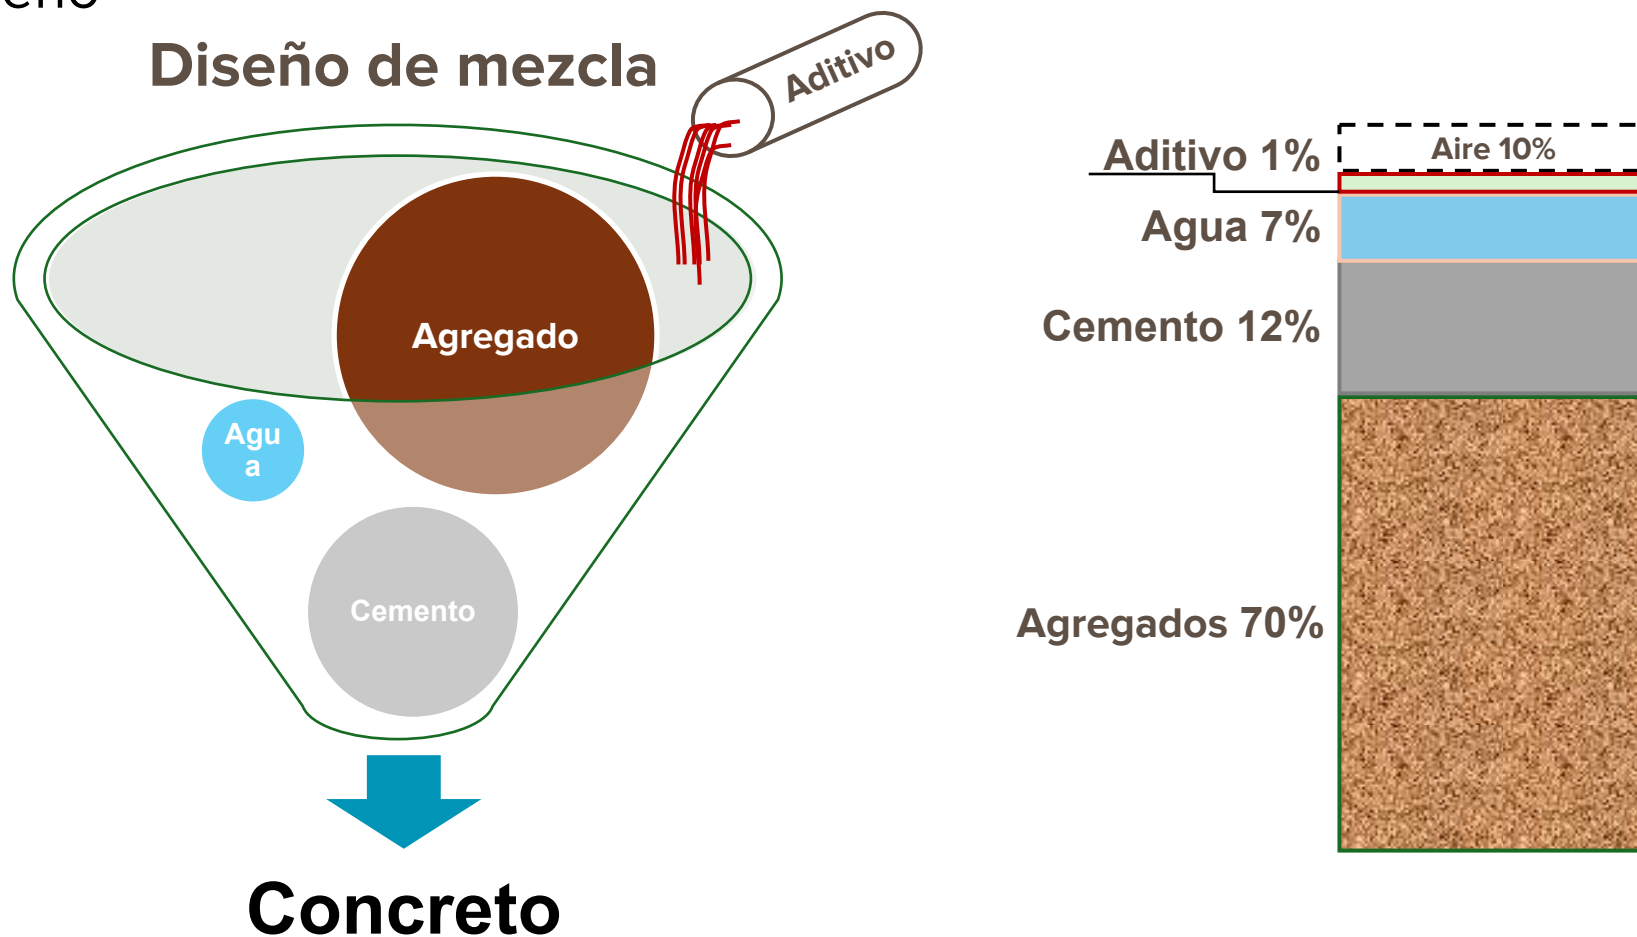 Diseño de mezcla
Aditivo
Agregado
Agu
a
Cemento
Concreto
Aditivo 1%
Aire 10%
Agua 7%
Cemento 12%
Agregados 70%